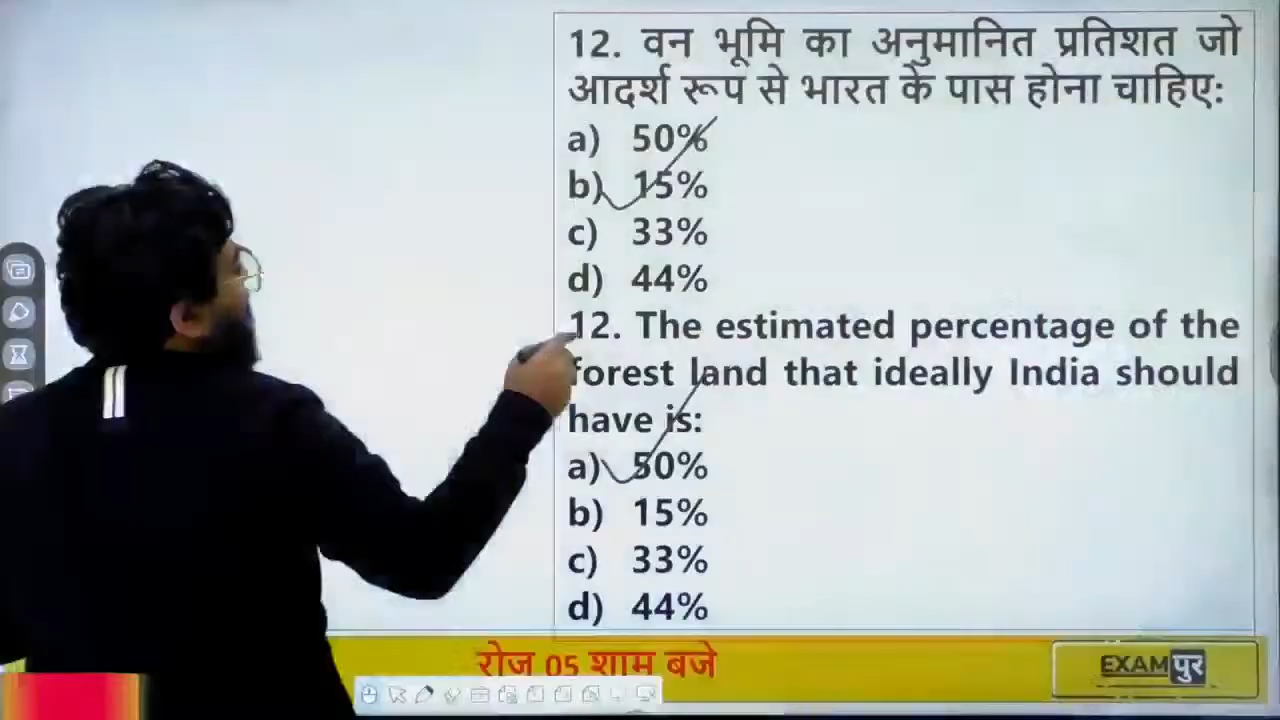 12. वन भूमि का अनुमानित प्रतिशत जो
आदर्श रूप से भारत के पास होना चाहिए:
a) 50%
b) 15%
c) 33%
d) 44%
12. The estimated percentage of the
forest land that ideally India should
have is:
a) 50%
b) 15%
c) 33%
d) 44%
रोज 05 शाम बजे
EXAMपुर